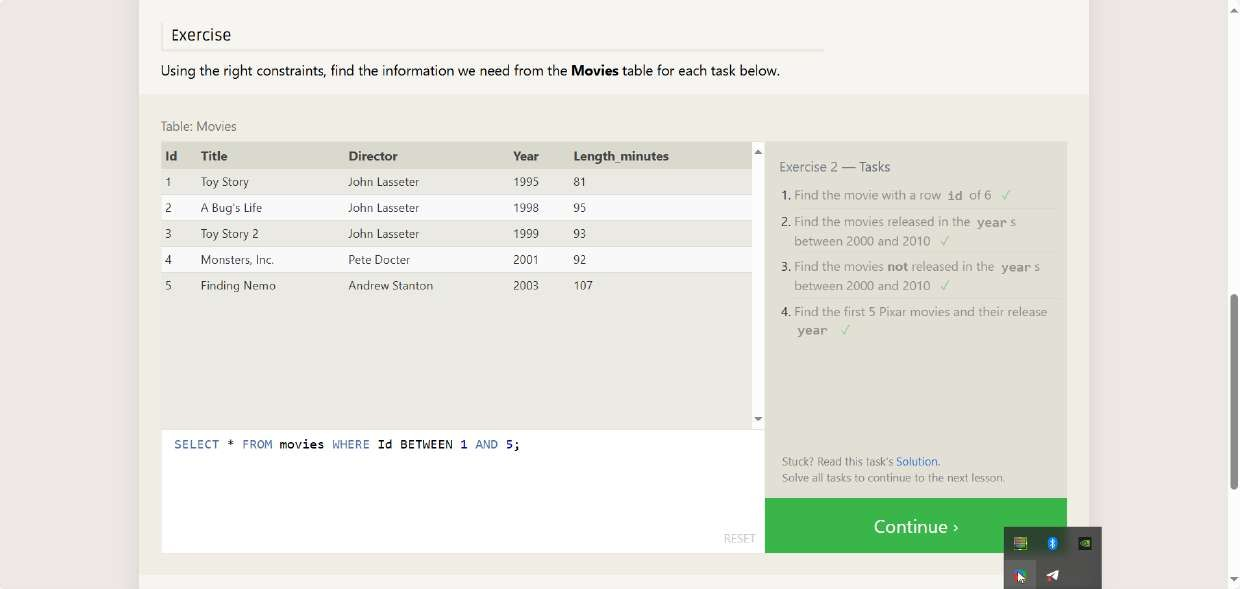 Exercise
Using the right constraints, find the information we need from the Movies table for each task below.
Table: Movies
Id Title Director Year Length_minutes
1 Toy Story John Lasseter 1995 81
2 A Bug's Life John Lasseter 1998 95
3 Toy Story 2 John Lasseter 1999 93
4 Monsters, Inc. Pete Docter 2001 92
5 Finding Nemo Andrew Stanton 2003 107
SELECT * FROM movies WHERE Id BETWEEN 1 AND 5;
RESET
Exercise 2 — Tasks
1. Find the movie with a row id of 6 ✓
2. Find the movies released in the year s
between 2000 and 2010 ✓
3. Find the movies not released in the year s
between 2000 and 2010 ✓
4. Find the first 5 Pixar movies and their release
year ✓
Stuck? Read this task's Solution.
Solve all tasks to continue to the next lesson.
Continue ›